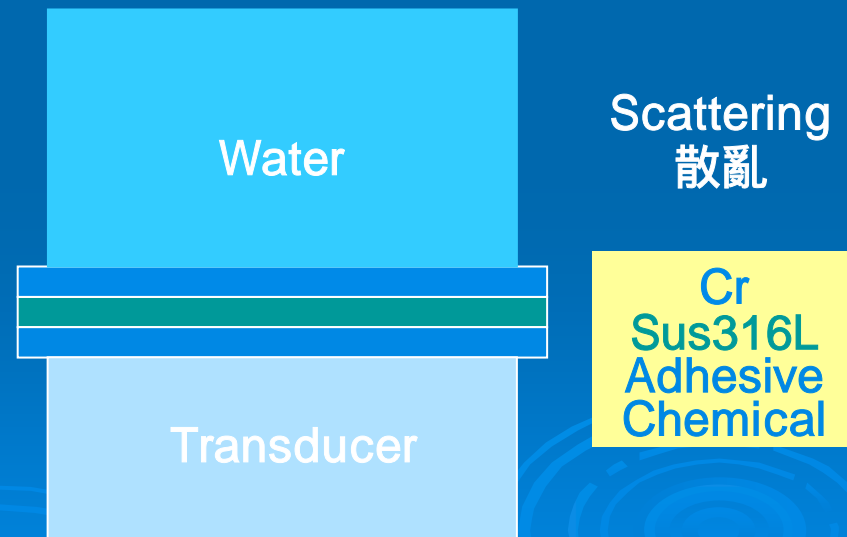 Water
Scattering
散亂
Cr
Sus316L
Adhesive
Chemical
Transducer